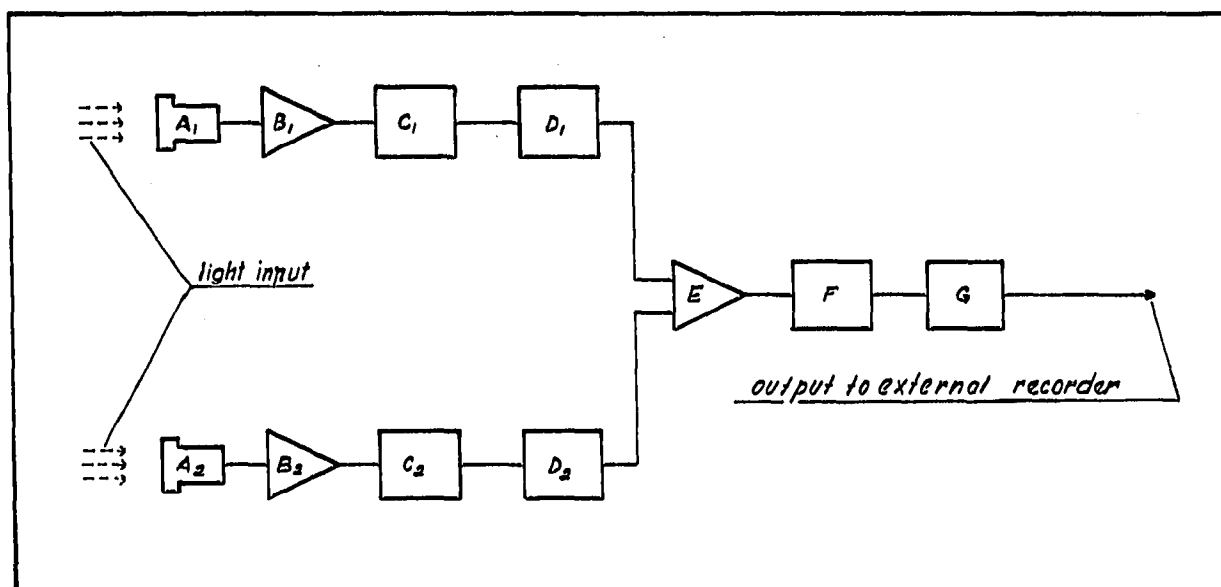 A₁ B₁ C₁ D₁
light input
E F G
output to external recorder
A₂ B₂ C₂ D₂